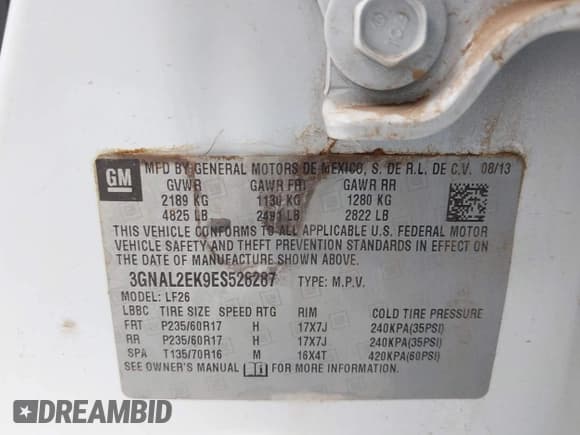 GM
MFD BY GENERAL MOTORS DE MEXICO, S. DE R.L. DE C.V. 08/13
GVWR GAWR FRT GAWR RR
2189 KG 1130 KG 1280 KG
4825 LB 2491 LB 2822 LB
THIS VEHICLE CONFORMS TO ALL APPLICABLE U.S. FEDERAL MOTOR
VEHICLE SAFETY AND THEFT PREVENTION STANDARDS IN EFFECT ON
THE DATE OF MANUFACTURE SHOWN ABOVE.
3GNAL2EK9ES526287 TYPE: M.P.V.
MODEL: LF26
LBBC TIRE SIZE SPEED RTG RIM COLD TIRE PRESSURE
FRT P235/60R17 H 17X7J 240KPA(35PSI)
RR P235/60R17 H 17X7J 240KPA(35PSI)
SPA T135/70R16 M 16X4T 420KPA(60PSI)
SEE OWNER'S MANUAL FOR MORE INFORMATION.
DREAMBID